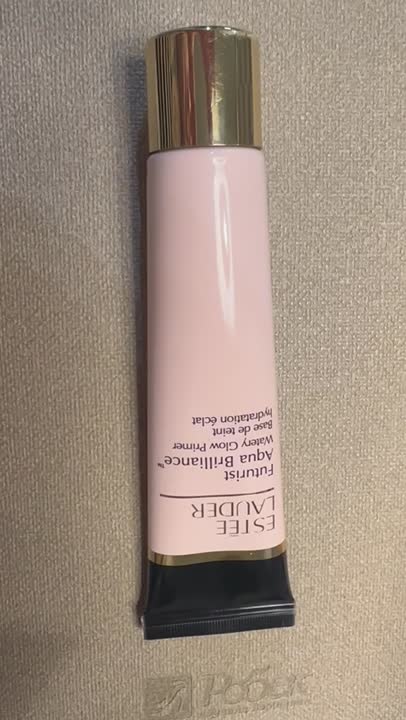 ESTĒE
LAUDER
Futurist
Aqua Brilliance™
Watery Glow Primer
Base de teint
hydratation éclat